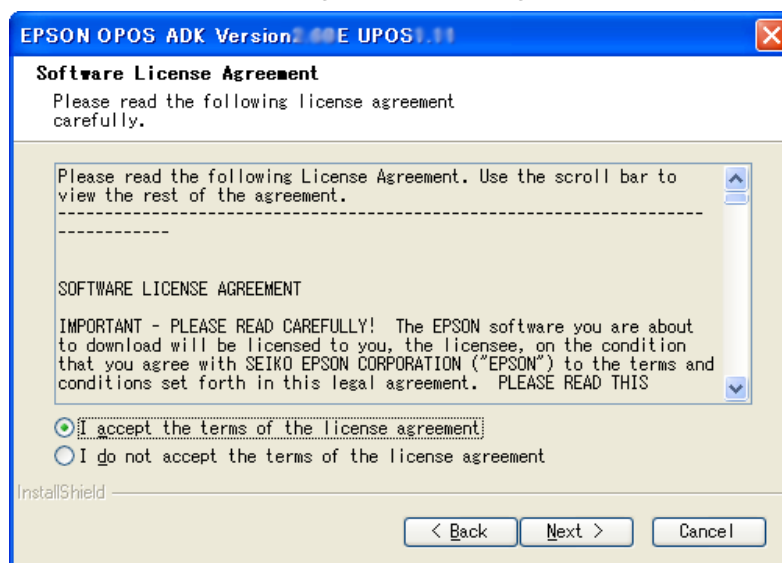 EPSON OPOS ADK Version E UPOS
Software License Agreement
Please read the following license agreement
carefully.
Please read the following License Agreement. Use the scroll bar to
view the rest of the agreement.
---------------------------------------------------------------------
------------
SOFTWARE LICENSE AGREEMENT
IMPORTANT - PLEASE READ CAREFULLY!  The EPSON software you are about
to download will be licensed to you, the licensee, on the condition
that you agree with SEIKO EPSON CORPORATION ("EPSON") to the terms and
conditions set forth in this legal agreement.  PLEASE READ THIS
I accept the terms of the license agreement
I do not accept the terms of the license agreement
InstallShield
< Back
Next >
Cancel